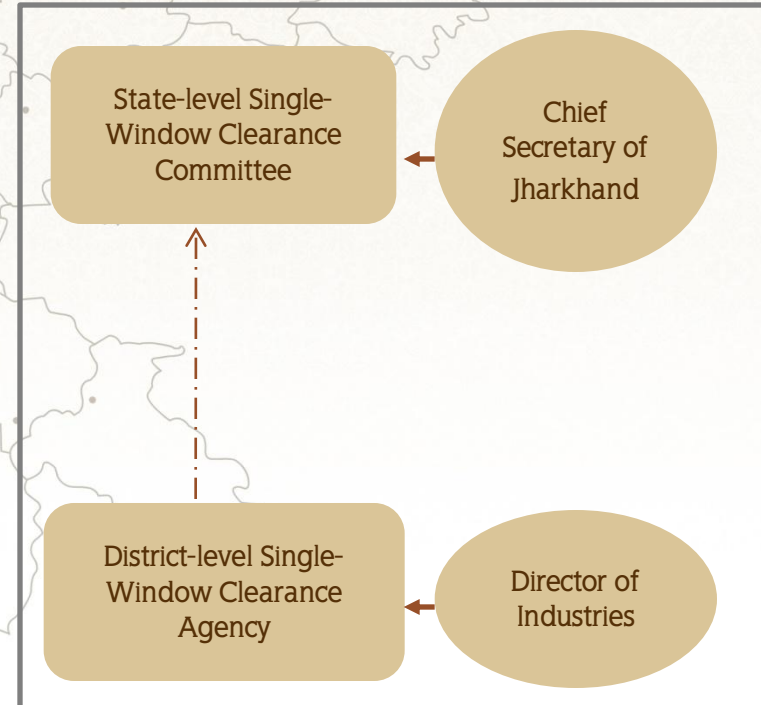 State-level Single-
Window Clearance
Committee
Chief
Secretary of
Jharkhand
District-level Single-
Window Clearance
Agency
Director of
Industries